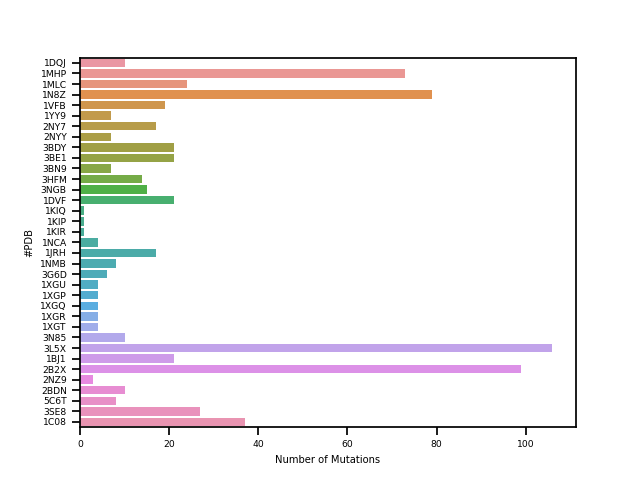 1DQJ
1MHP
1MLC
1N8Z
1VFB
1YY9
2NY7
2NYY
3BDY
3BE1
3BN9
3HFM
3NGB
1DVF
1KIQ
1KIP
1KIR
1NCA
1JRH
1NMB
3G6D
1XGU
1XGP
1XGQ
1XGR
1XGT
3N85
3L5X
1BJ1
2B2X
2NZ9
2BDN
5C6T
3SE8
1C08
#PDB
0 20 40 60 80 100
Number of Mutations